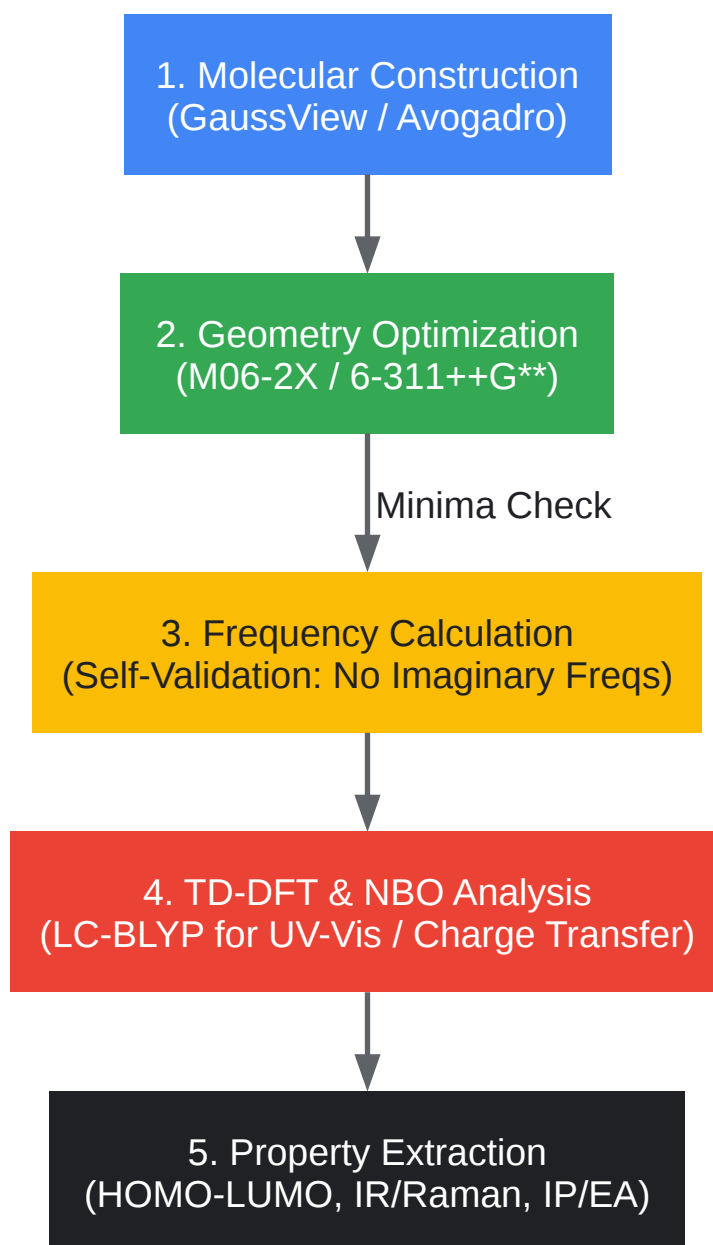 1. Molecular Construction
(GaussView / Avogadro)
2. Geometry Optimization
(M06-2X / 6-311++G**)
Minima Check
3. Frequency Calculation
(Self-Validation: No Imaginary Freqs)
4. TD-DFT & NBO Analysis
(LC-BLYP for UV-Vis / Charge Transfer)
5. Property Extraction
(HOMO-LUMO, IR/Raman, IP/EA)